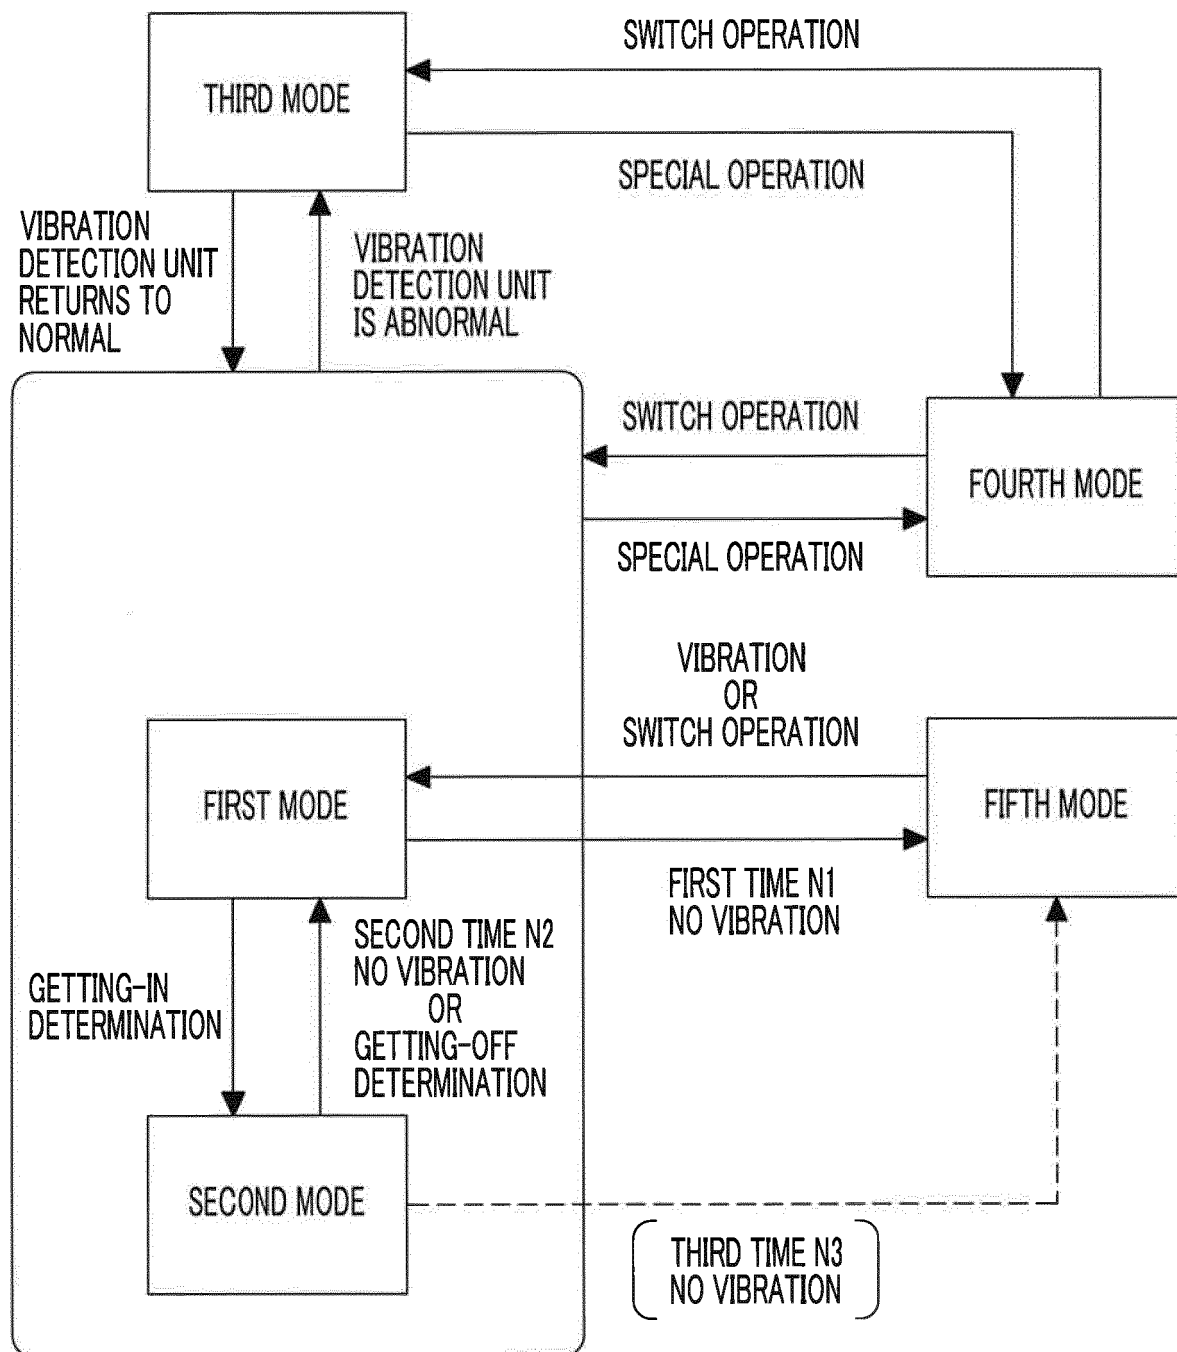 SWITCH OPERATION
THIRD MODE
SPECIAL OPERATION
VIBRATION
DETECTION UNIT
RETURNS TO
NORMAL
VIBRATION
DETECTION UNIT
IS ABNORMAL
SWITCH OPERATION
FOURTH MODE
SPECIAL OPERATION
VIBRATION
OR
SWITCH OPERATION
FIRST MODE
FIFTH MODE
FIRST TIME N1
NO VIBRATION
GETTING-IN
DETERMINATION
SECOND TIME N2
NO VIBRATION
OR
GETTING-OFF
DETERMINATION
SECOND MODE
THIRD TIME N3
NO VIBRATION